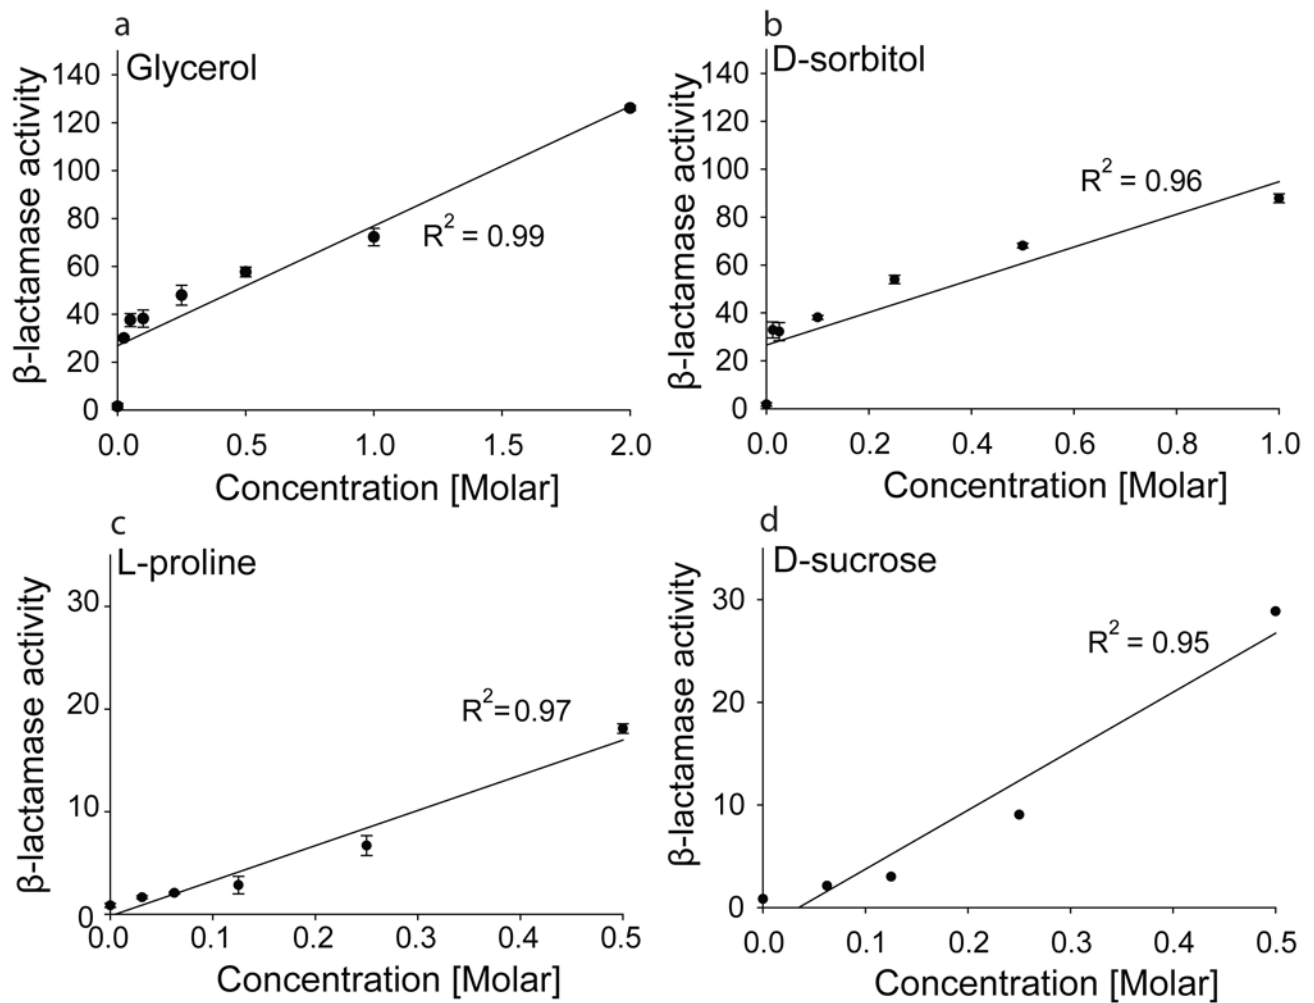 a
Glycerol
β-lactamase activity
140
120
100
80
60
40
20
0
R² = 0.99
0.0 0.5 1.0 1.5 2.0
Concentration [Molar]
b
D-sorbitol
β-lactamase activity
140
120
100
80
60
40
20
0
R² = 0.96
0.0 0.2 0.4 0.6 0.8 1.0
Concentration [Molar]
c
L-proline
β-lactamase activity
30
20
10
0
R²=0.97
0.0 0.1 0.2 0.3 0.4 0.5
Concentration [Molar]
d
D-sucrose
β-lactamase activity
30
20
10
0
R² = 0.95
0.0 0.1 0.2 0.3 0.4 0.5
Concentration [Molar]